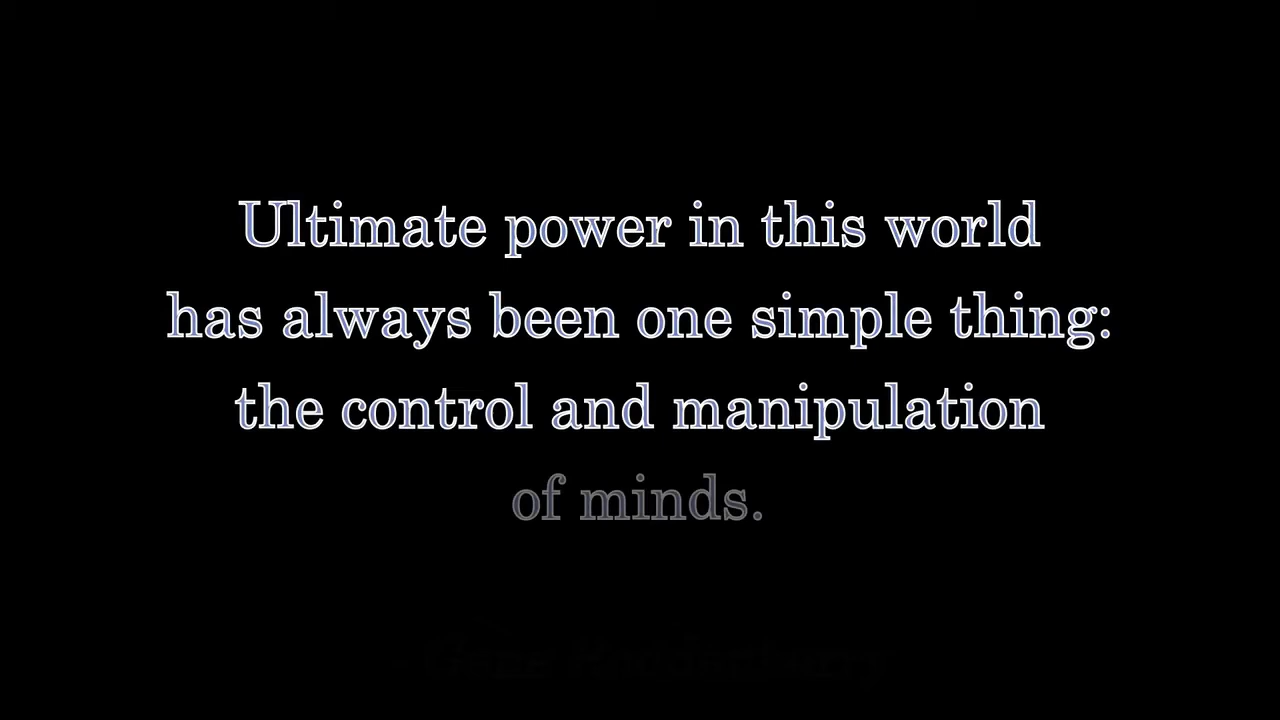 Ultimate power in this world
has always been one simple thing:
the control and manipulation
of minds.